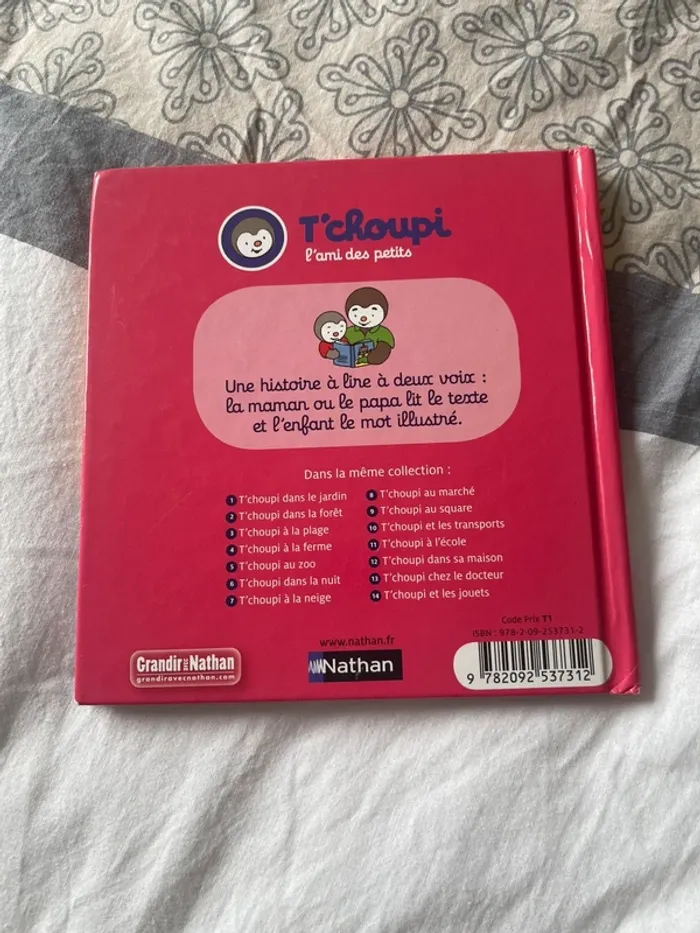 T'choupi
l'ami des petits
Une histoire à lire à deux voix :
la maman ou le papa lit le texte
et l'enfant le mot illustré.
Dans la même collection :
1 T'choupi dans le jardin
2 T'choupi dans la forêt
3 T'choupi à la plage
4 T'choupi à la ferme
5 T'choupi au zoo
6 T'choupi dans la nuit
7 T'choupi à la neige
8 T'choupi au marché
9 T'choupi au square
10 T'choupi et les transports
11 T'choupi à l'école
12 T'choupi dans sa maison
13 T'choupi chez le docteur
14 T'choupi et les jouets
Code Prix T1
ISBN : 978-2-09-253731-2
www.nathan.fr
Nathan
Grandir avec Nathan
grandiravecnathan.com
9 782092 537312